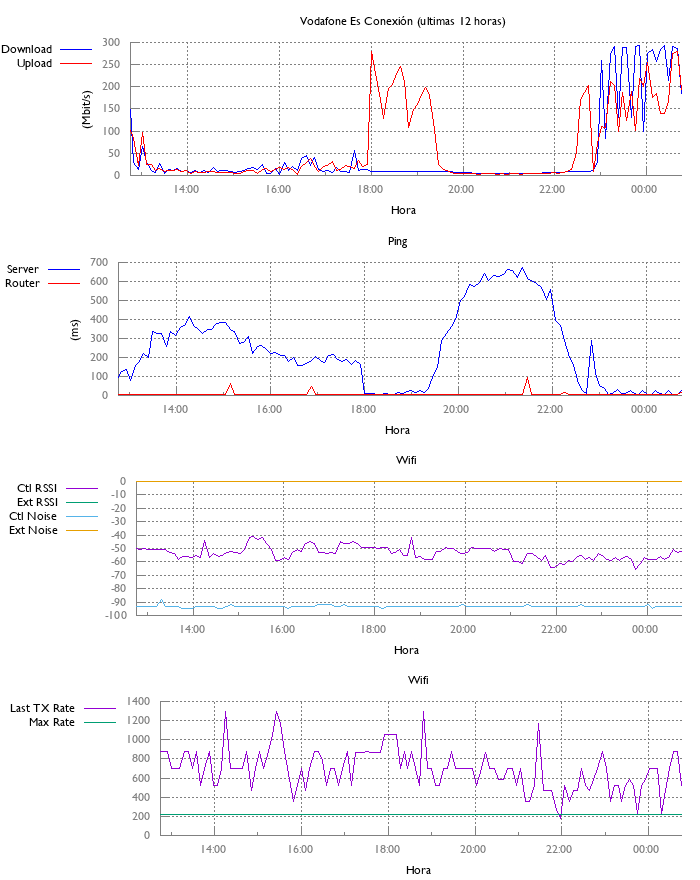 Vodafone Es Conexión (ultimas 12 horas)
Download
Upload
(Mbit/s)
300
250
200
150
100
50
0
14:00 16:00 18:00 20:00 22:00 00:00
Hora
Ping
Server
Router
(ms)
700
600
500
400
300
200
100
0
14:00 16:00 18:00 20:00 22:00 00:00
Hora
Wifi
Ctl RSSI
Ext RSSI
Ctl Noise
Ext Noise
0
-10
-20
-30
-40
-50
-60
-70
-80
-90
-100
14:00 16:00 18:00 20:00 22:00 00:00
Hora
Wifi
Last TX Rate
Max Rate
1400
1200
1000
800
600
400
200
0
14:00 16:00 18:00 20:00 22:00 00:00
Hora